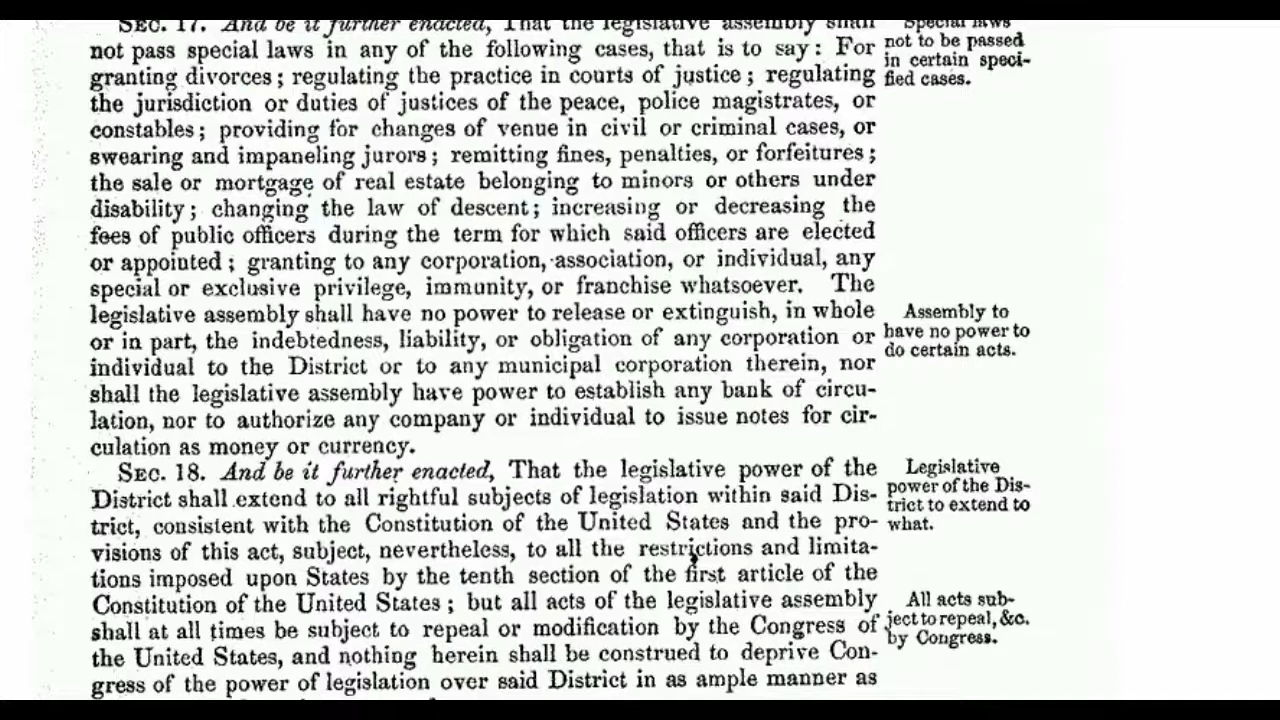 SEC. 17. And be it further enacted, That the legislative assembly shall
not pass special laws in any of the following cases, that is to say: For
granting divorces; regulating the practice in courts of justice; regulating
the jurisdiction or duties of justices of the peace, police magistrates, or
constables; providing for changes of venue in civil or criminal cases, or
swearing and impaneling jurors; remitting fines, penalties, or forfeitures;
the sale or mortgage of real estate belonging to minors or others under
disability; changing the law of descent; increasing or decreasing the
fees of public officers during the term for which said officers are elected
or appointed; granting to any corporation, association, or individual, any
special or exclusive privilege, immunity, or franchise whatsoever. The
legislative assembly shall have no power to release or extinguish, in whole
or in part, the indebtedness, liability, or obligation of any corporation or
individual to the District or to any municipal corporation therein, nor
shall the legislative assembly have power to establish any bank of circu-
lation, nor to authorize any company or individual to issue notes for cir-
culation as money or currency.
SEC. 18. And be it further enacted, That the legislative power of the
District shall extend to all rightful subjects of legislation within said Dis-
trict, consistent with the Constitution of the United States and the pro-
visions of this act, subject, nevertheless, to all the restrictions and limita-
tions imposed upon States by the tenth section of the first article of the
Constitution of the United States; but all acts of the legislative assembly
shall at all times be subject to repeal or modification by the Congress of
the United States, and nothing herein shall be construed to deprive Con-
gress of the power of legislation over said District in as ample manner as
Special laws
not to be passed
in certain speci-
fied cases.
Assembly to
have no power to
do certain acts.
Legislative
power of the Dis-
trict to extend to
what.
All acts sub-
ject to repeal, &c.
by Congress.